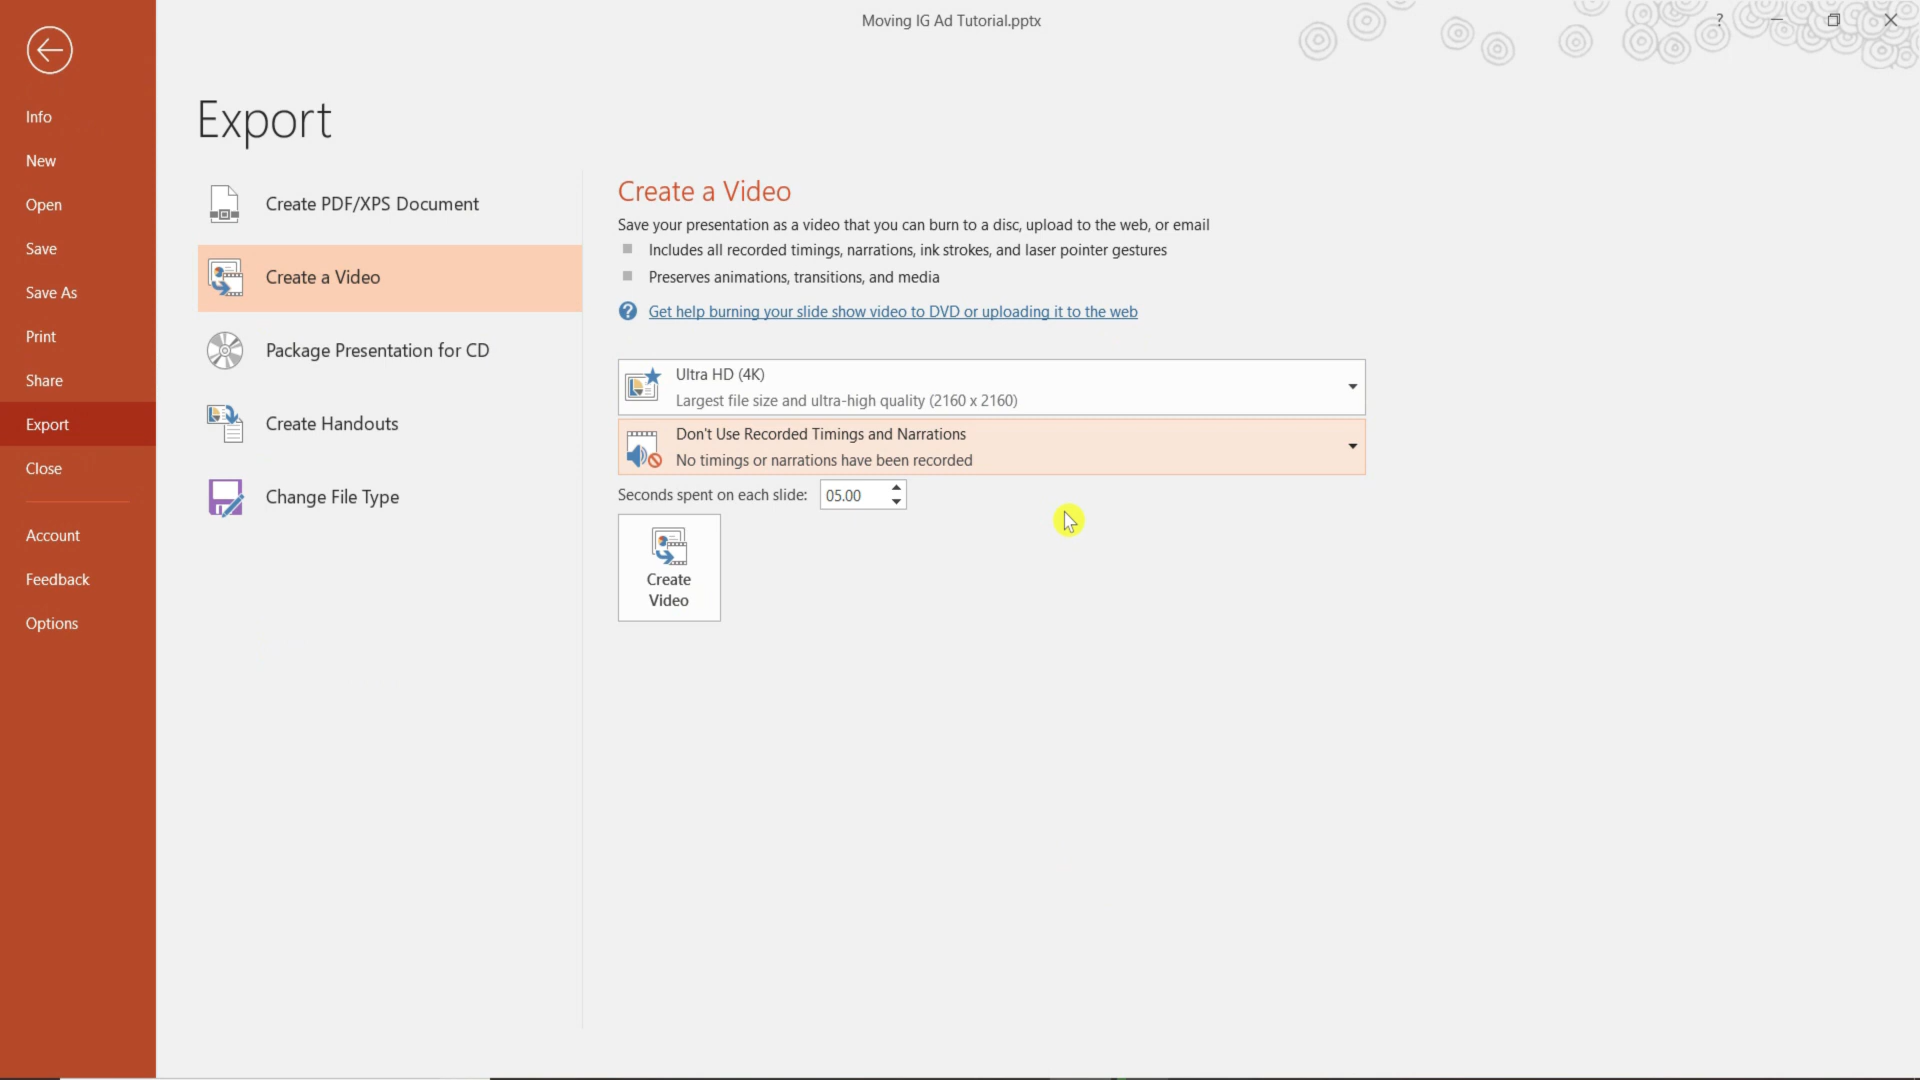 Moving IG Ad Tutorial.pptx
?
Info
New
Open
Save
Save As
Print
Share
Export
Close
Account
Feedback
Options
Export
Create PDF/XPS Document
Create a Video
Package Presentation for CD
Create Handouts
Change File Type
Create a Video
Save your presentation as a video that you can burn to a disc, upload to the web, or email
Includes all recorded timings, narrations, ink strokes, and laser pointer gestures
Preserves animations, transitions, and media
Get help burning your slide show video to DVD or uploading it to the web
Ultra HD (4K)
Largest file size and ultra-high quality (2160 x 2160)
Don't Use Recorded Timings and Narrations
No timings or narrations have been recorded
Seconds spent on each slide: 05.00
Create
Video